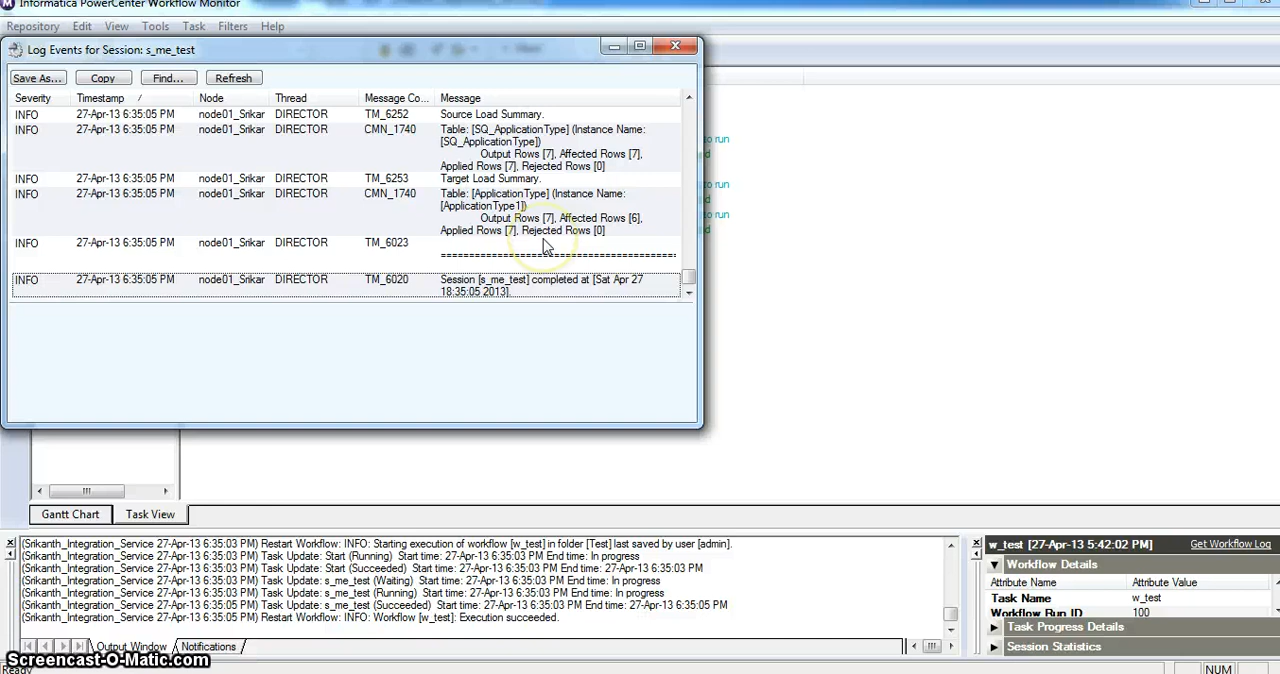 Informatica PowerCenter Workflow Monitor
Repository Edit View Tools Task Filters Help
Log Events for Session: s_me_test
Save As... Copy Find... Refresh
Severity Timestamp / Node Thread Message Co... Message
INFO 27-Apr-13 6:35:05 PM node01_Srikar DIRECTOR TM_6252 Source Load Summary.
INFO 27-Apr-13 6:35:05 PM node01_Srikar DIRECTOR CMN_1740 Table: [SQ_ApplicationType] (Instance Name:
[SQ_ApplicationType])
Output Rows [7], Affected Rows [7],
Applied Rows [7], Rejected Rows [0]
INFO 27-Apr-13 6:35:05 PM node01_Srikar DIRECTOR TM_6253 Target Load Summary.
INFO 27-Apr-13 6:35:05 PM node01_Srikar DIRECTOR CMN_1740 Table: [ApplicationType] (Instance Name:
[ApplicationType1])
Output Rows [7], Affected Rows [6],
Applied Rows [7], Rejected Rows [0]
INFO 27-Apr-13 6:35:05 PM node01_Srikar DIRECTOR TM_6023
===========================================
INFO 27-Apr-13 6:35:05 PM node01_Srikar DIRECTOR TM_6020 Session [s_me_test] completed at [Sat Apr 27
18:35:05 2013].
to run
d
to run
d
to run
d
Gantt Chart Task View
(Srikanth_Integration_Service 27-Apr-13 6:35:03 PM) Restart Workflow: INFO: Starting execution of workflow [w_test] in folder [Test] last saved by user [admin].
(Srikanth_Integration_Service 27-Apr-13 6:35:03 PM) Task Update: Start (Running) Start time: 27-Apr-13 6:35:03 PM End time: In progress
(Srikanth_Integration_Service 27-Apr-13 6:35:03 PM) Task Update: Start (Succeeded) Start time: 27-Apr-13 6:35:03 PM End time: 27-Apr-13 6:35:03 PM
(Srikanth_Integration_Service 27-Apr-13 6:35:03 PM) Task Update: s_me_test (Waiting) Start time: 27-Apr-13 6:35:03 PM End time: In progress
(Srikanth_Integration_Service 27-Apr-13 6:35:03 PM) Task Update: s_me_test (Running) Start time: 27-Apr-13 6:35:03 PM End time: In progress
(Srikanth_Integration_Service 27-Apr-13 6:35:05 PM) Task Update: s_me_test (Succeeded) Start time: 27-Apr-13 6:35:03 PM End time: 27-Apr-13 6:35:05 PM
(Srikanth_Integration_Service 27-Apr-13 6:35:05 PM) Restart Workflow: INFO: Workflow [w_test]: Execution succeeded.
Output Window Notifications
w_test [27-Apr-13 5:42:02 PM] Get Workflow Log
Workflow Details
Attribute Name Attribute Value
Task Name w_test
Workflow Run ID 100
Task Progress Details
Session Statistics
Screencast-O-Matic.com
Ready
NUM